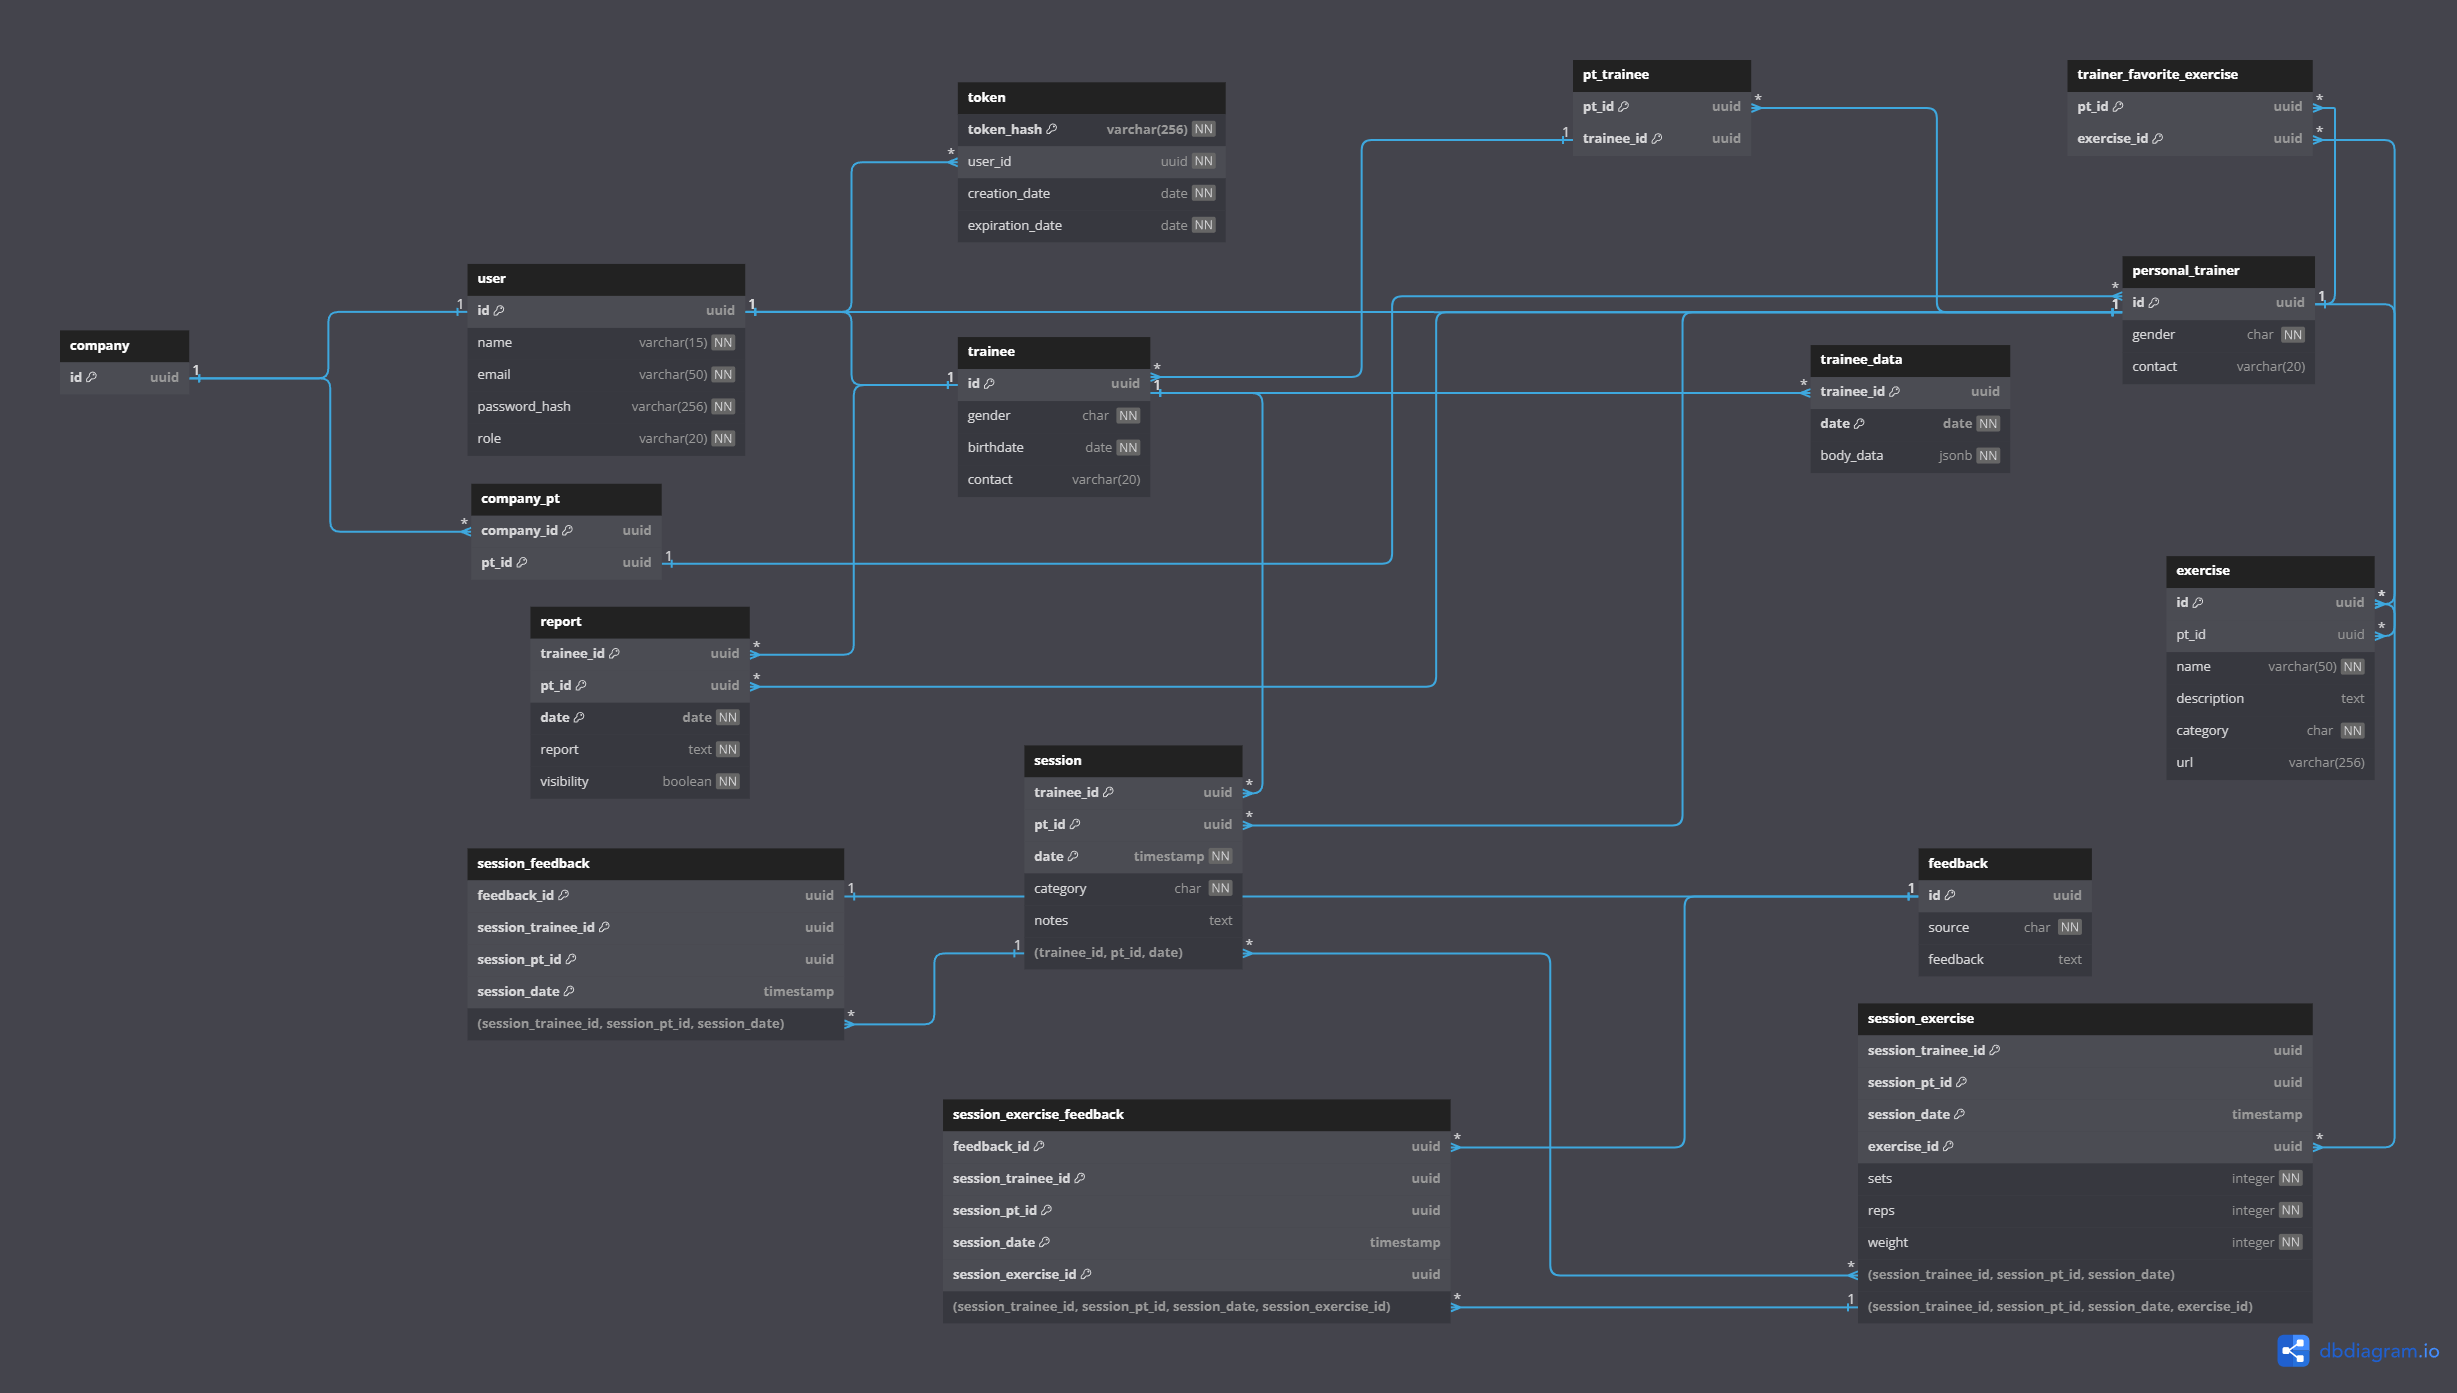 token
token_hash varchar(256) NN
user_id uuid NN
creation_date date NN
expiration_date date NN
pt_trainee
pt_id uuid
trainee_id uuid
trainer_favorite_exercise
pt_id uuid
exercise_id uuid
user
id uuid
name varchar(15) NN
email varchar(50) NN
password_hash varchar(256) NN
role varchar(20) NN
personal_trainer
id uuid
gender char NN
contact varchar(20)
company
id uuid
trainee
id uuid
gender char NN
birthdate date NN
contact varchar(20)
trainee_data
trainee_id uuid
date date NN
body_data jsonb NN
company_pt
company_id uuid
pt_id uuid
exercise
id uuid
pt_id uuid
name varchar(50) NN
description text
category char NN
url varchar(256)
report
trainee_id uuid
pt_id uuid
date date NN
report text NN
visibility boolean NN
session
trainee_id uuid
pt_id uuid
date timestamp NN
category char NN
notes text
(trainee_id, pt_id, date)
session_feedback
feedback_id uuid
session_trainee_id uuid
session_pt_id uuid
session_date timestamp
(session_trainee_id, session_pt_id, session_date)
feedback
id uuid
source char NN
feedback text
session_exercise
session_trainee_id uuid
session_pt_id uuid
session_date timestamp
exercise_id uuid
sets integer NN
reps integer NN
weight integer NN
(session_trainee_id, session_pt_id, session_date)
(session_trainee_id, session_pt_id, session_date, exercise_id)
session_exercise_feedback
feedback_id uuid
session_trainee_id uuid
session_pt_id uuid
session_date timestamp
session_exercise_id uuid
(session_trainee_id, session_pt_id, session_date, session_exercise_id)
dbdiagram.io